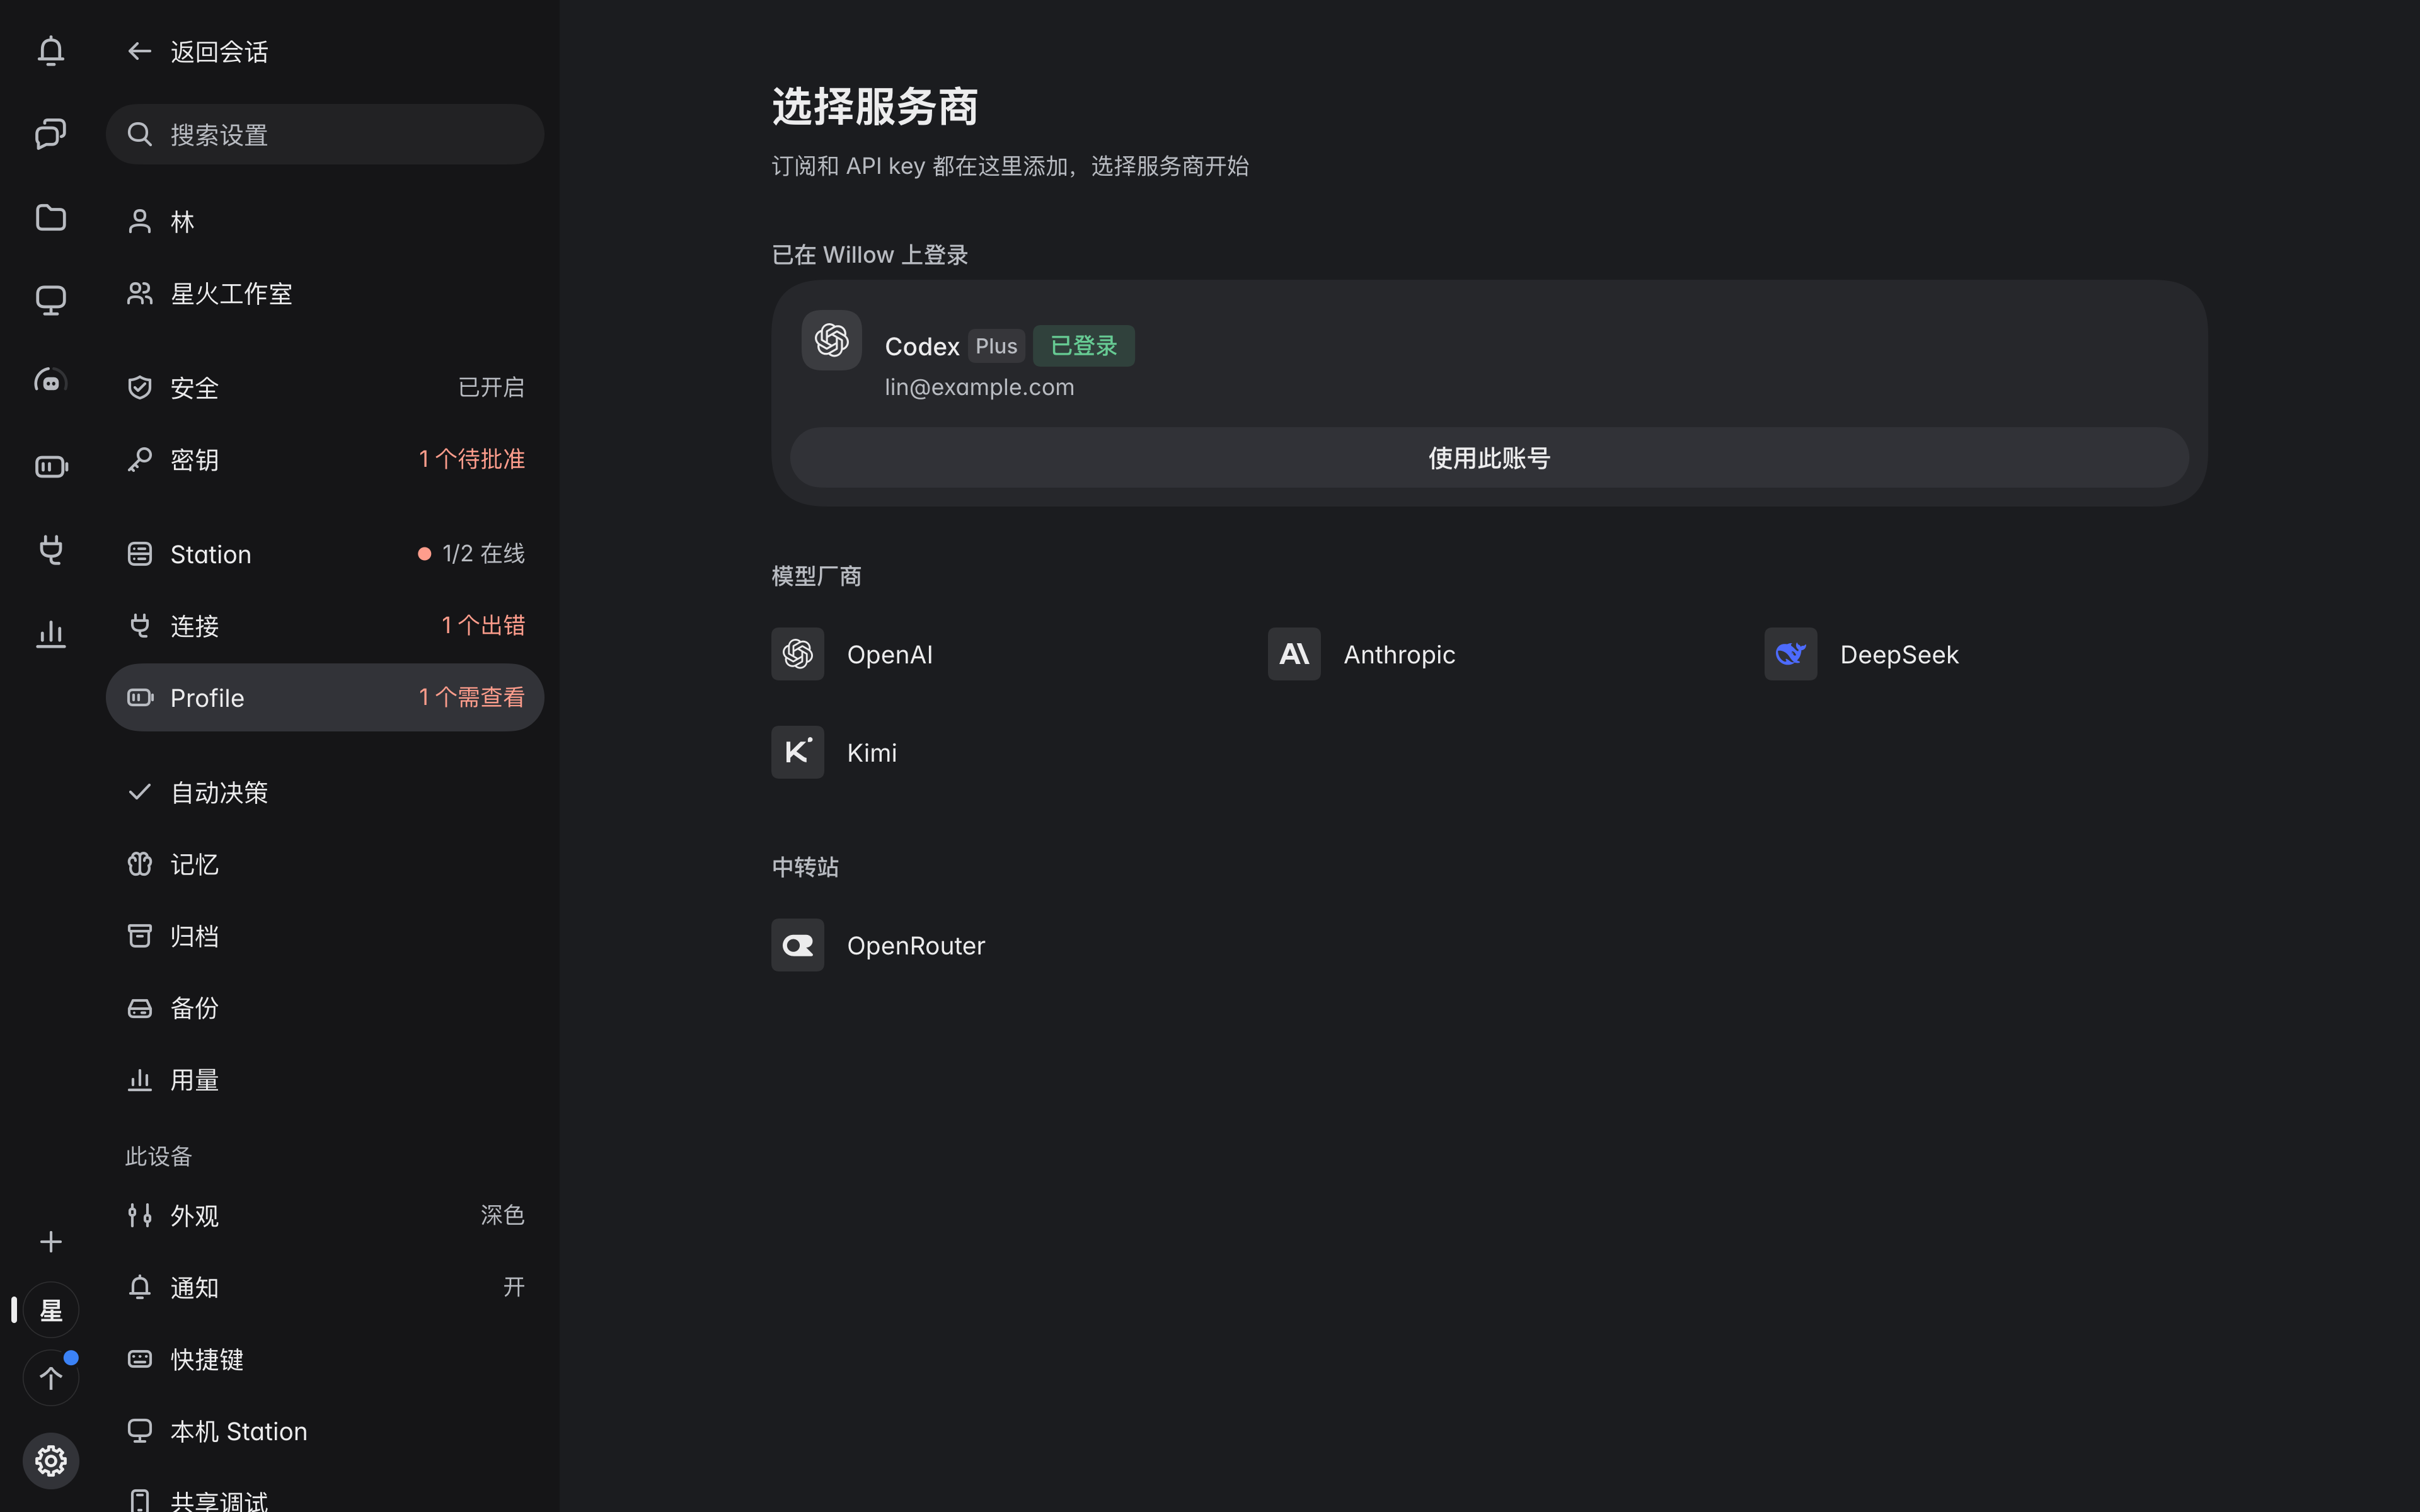 返回会话
搜索设置
林
星火工作室
安全 已开启
密钥 1 个待批准
Station 1/2 在线
连接 1 个出错
Profile 1 个需查看
自动决策
记忆
归档
备份
用量
此设备
外观 深色
通知 开
快捷键
本机 Station
共享调试
星
个
选择服务商
订阅和 API key 都在这里添加，选择服务商开始
已在 Willow 上登录
Codex Plus 已登录
lin@example.com
使用此账号
模型厂商
OpenAI Anthropic DeepSeek
Kimi
中转站
OpenRouter